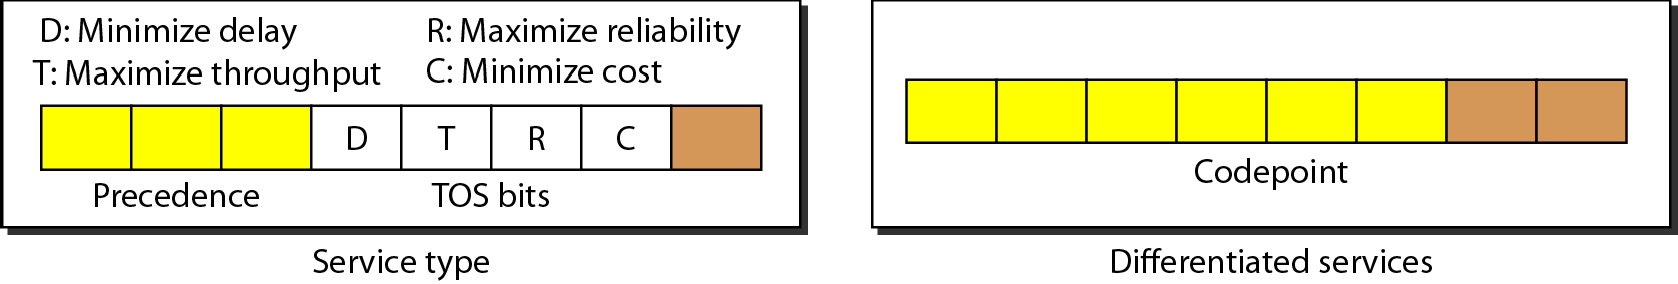 D: Minimize delay
R: Maximize reliability
T: Maximize throughput
C: Minimize cost
D T R C
Precedence
TOS bits
Service type
Codepoint
Differentiated services